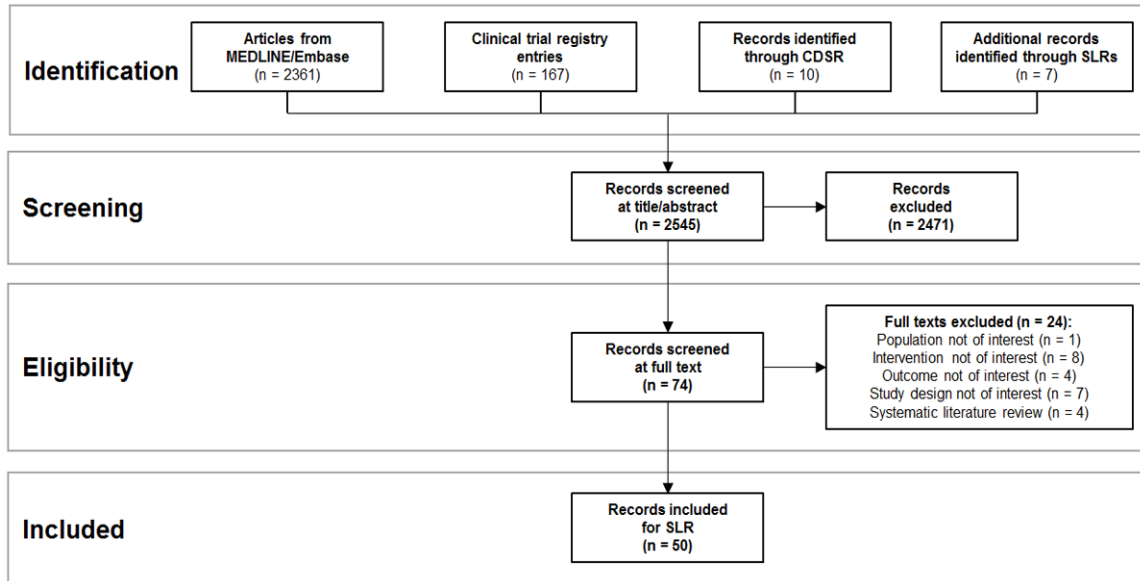 Identification
Articles from
MEDLINE/Embase
(n = 2361)
Clinical trial registry
entries
(n = 167)
Records identified
through CDSR
(n = 10)
Additional records
identified through SLRs
(n = 7)
Screening
Records screened
at title/abstract
(n = 2545)
Records
excluded
(n = 2471)
Eligibility
Records screened
at full text
(n = 74)
Full texts excluded (n = 24):
Population not of interest (n = 1)
Intervention not of interest (n = 8)
Outcome not of interest (n = 4)
Study design not of interest (n = 7)
Systematic literature review (n = 4)
Included
Records included
for SLR
(n = 50)